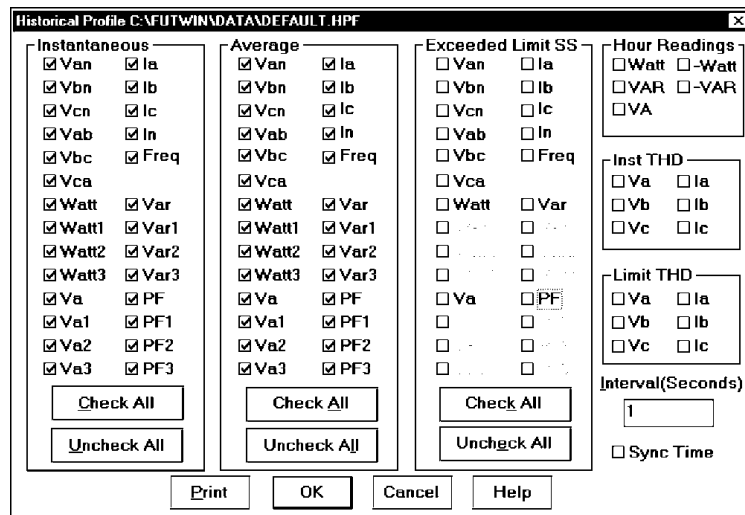 Historical Profile C:\FUTWIN\DATA\DEFAULT.HPF
Instantaneous
Van Ia
Vbn Ib
Vcn Ic
Vab In
Vbc Freq
Vca
Watt Var
Watt1 Var1
Watt2 Var2
Watt3 Var3
Va PF
Va1 PF1
Va2 PF2
Va3 PF3
Check All
Uncheck All
Average
Van Ia
Vbn Ib
Vcn Ic
Vab In
Vbc Freq
Vca
Watt Var
Watt1 Var1
Watt2 Var2
Watt3 Var3
Va PF
Va1 PF1
Va2 PF2
Va3 PF3
Check All
Uncheck All
Exceeded Limit SS
Van Ia
Vbn Ib
Vcn Ic
Vab In
Vbc Freq
Vca
Watt Var
Va PF
Check All
Uncheck All
Hour Readings
Watt -Watt
VAR -VAR
VA
Inst THD
Va Ia
Vb Ib
Vc Ic
Limit THD
Va Ia
Vb Ib
Vc Ic
Interval(Seconds)
1
Sync Time
Print OK Cancel Help